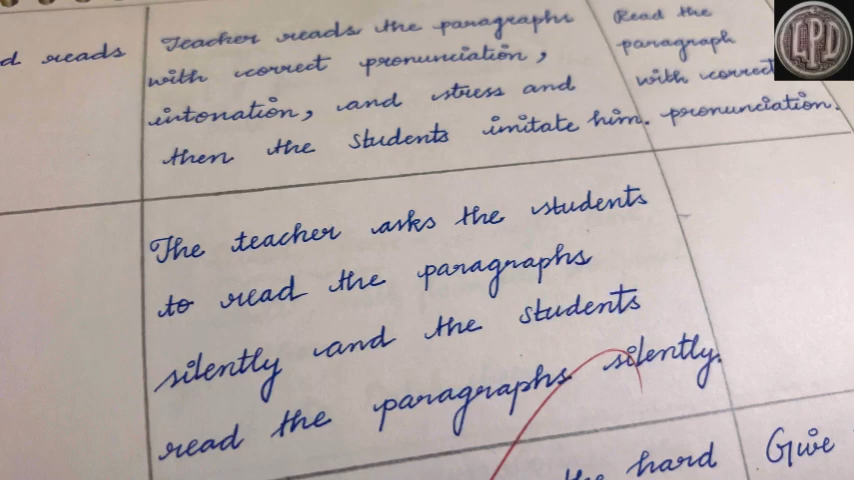 d reads
Teacher reads the paragraphs
with correct pronunciation,
intonation, and stress and
then the students imitate him.
Read the
paragraph
with correct
pronunciation.
The teacher asks the students
to read the paragraphs
silently and the students
read the paragraphs silently.
the hard
Give
LPD